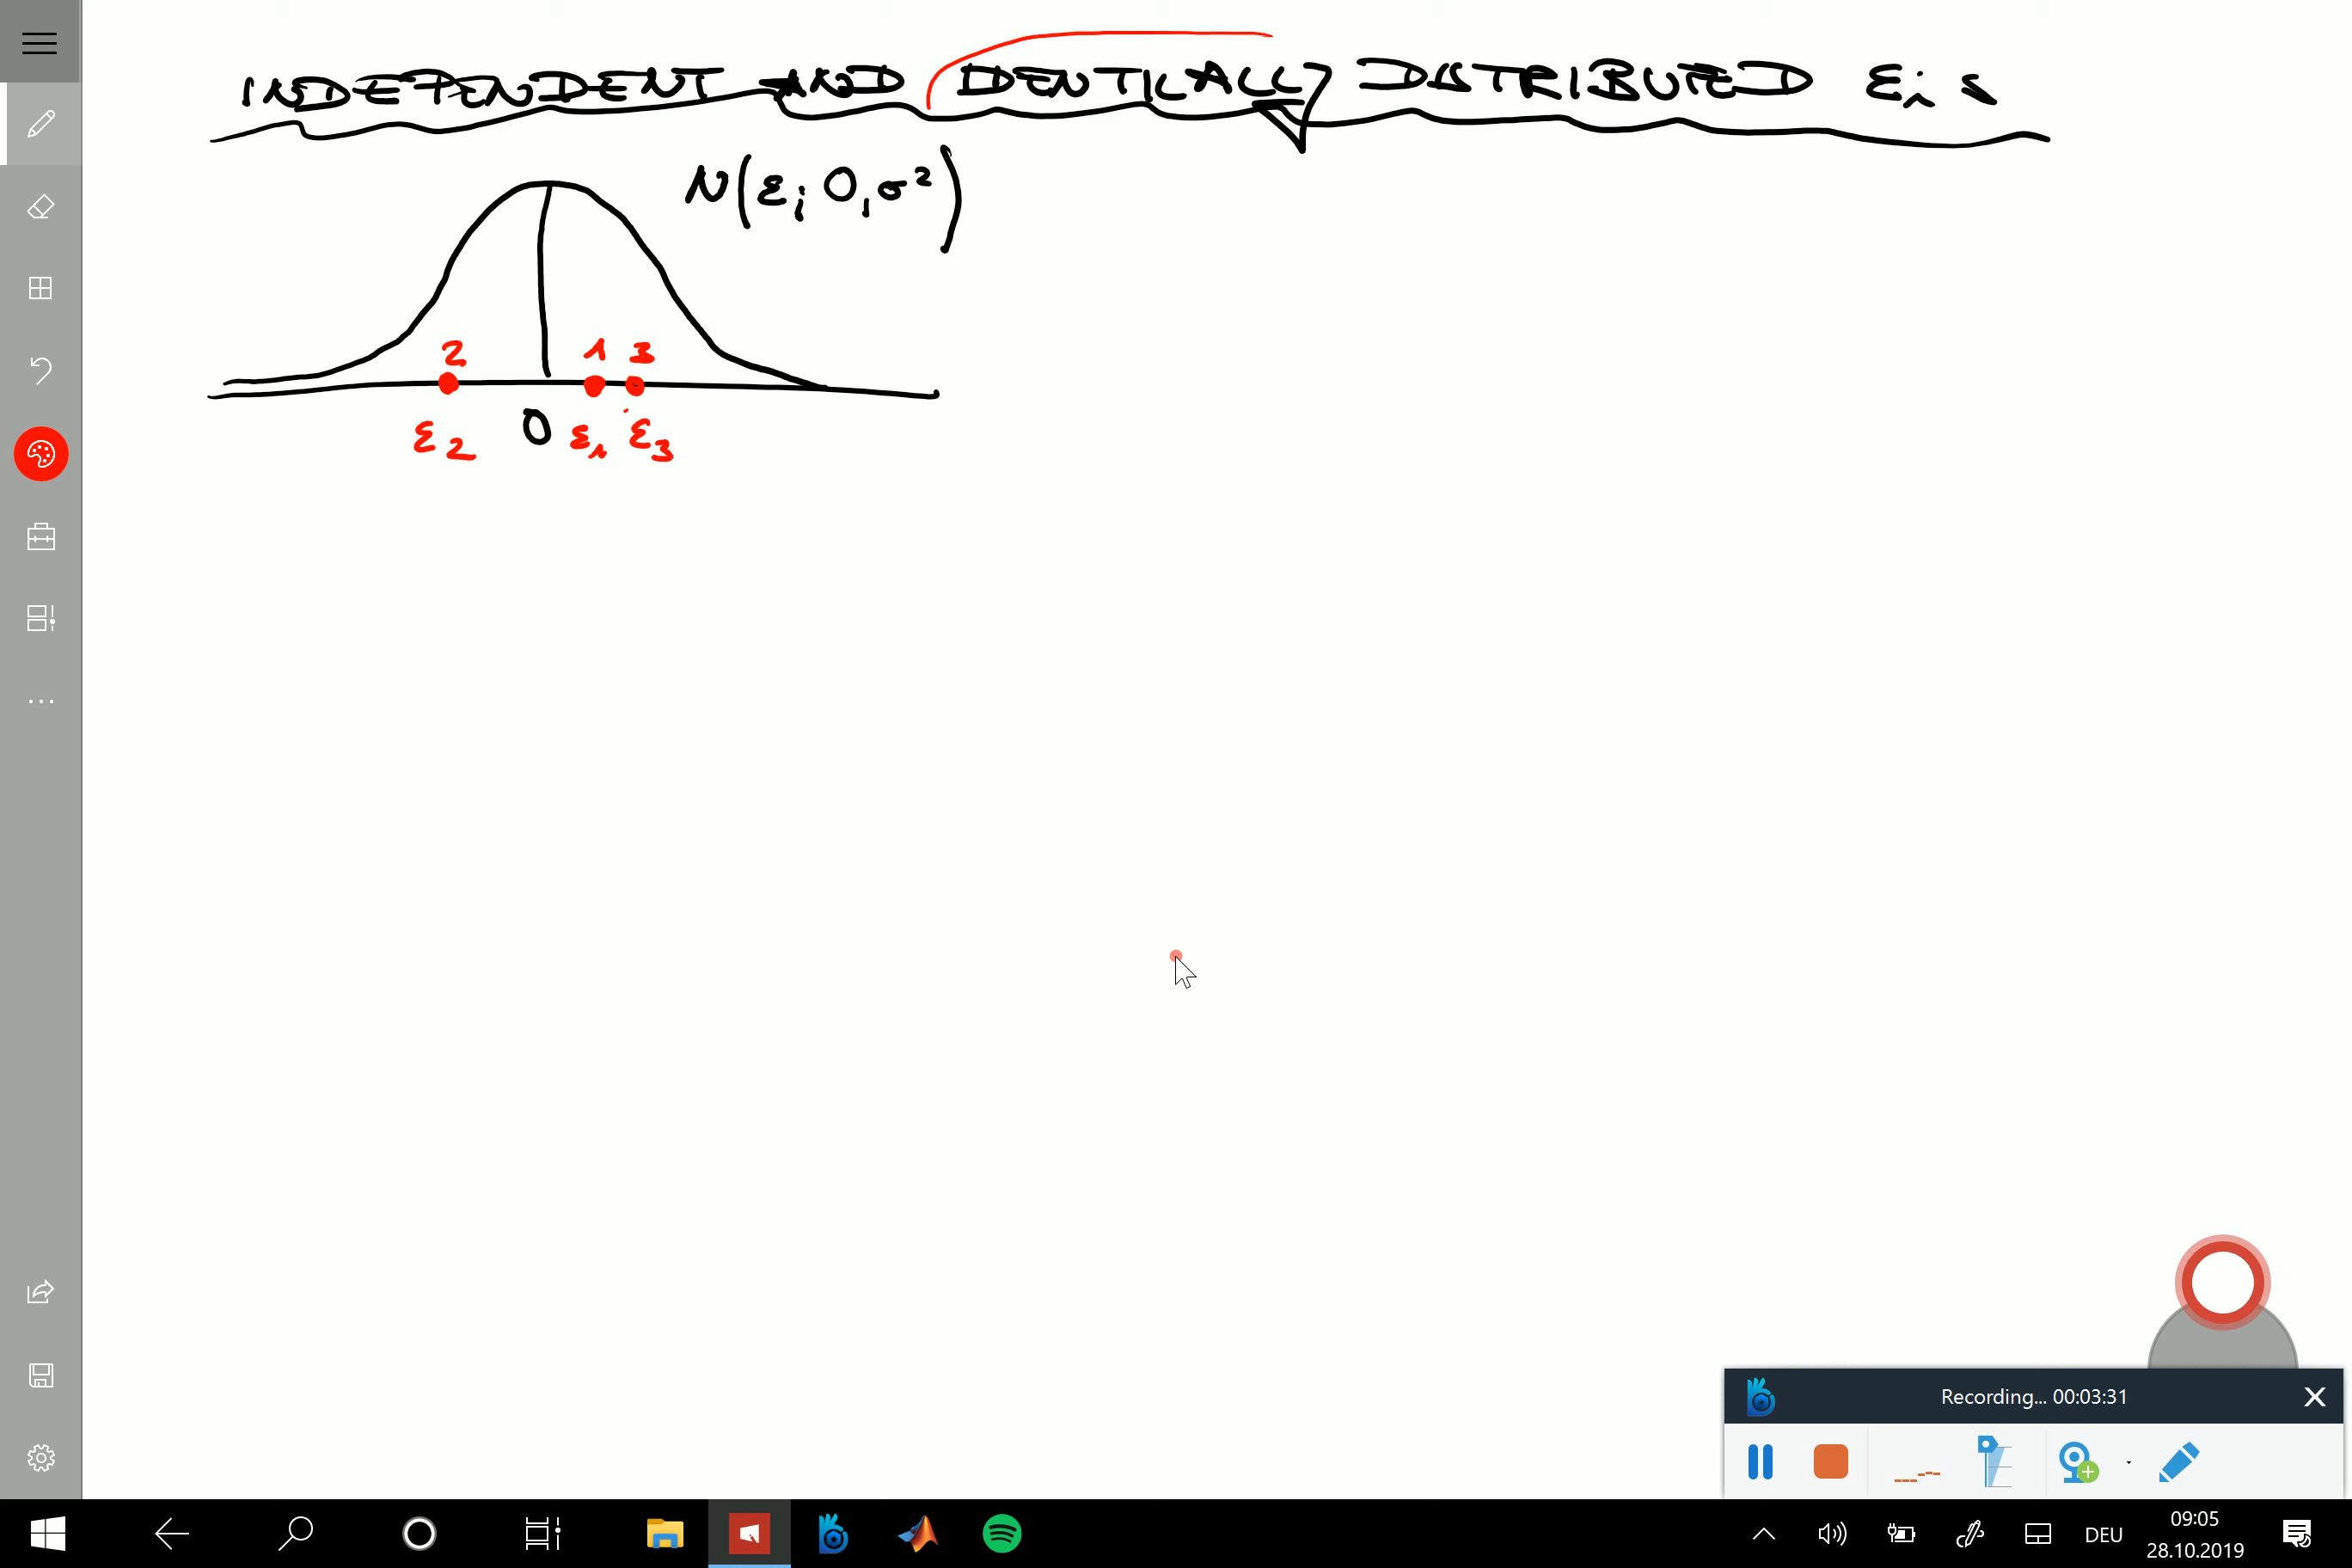 INDEPENDENT AND IDENTICALLY DISTRIBUTED εi s
N(ε; 0, σ²)
2 1 3
ε2 0 ε1 ε3
Recording... 00:03:31
DEU
09:05
28.10.2019